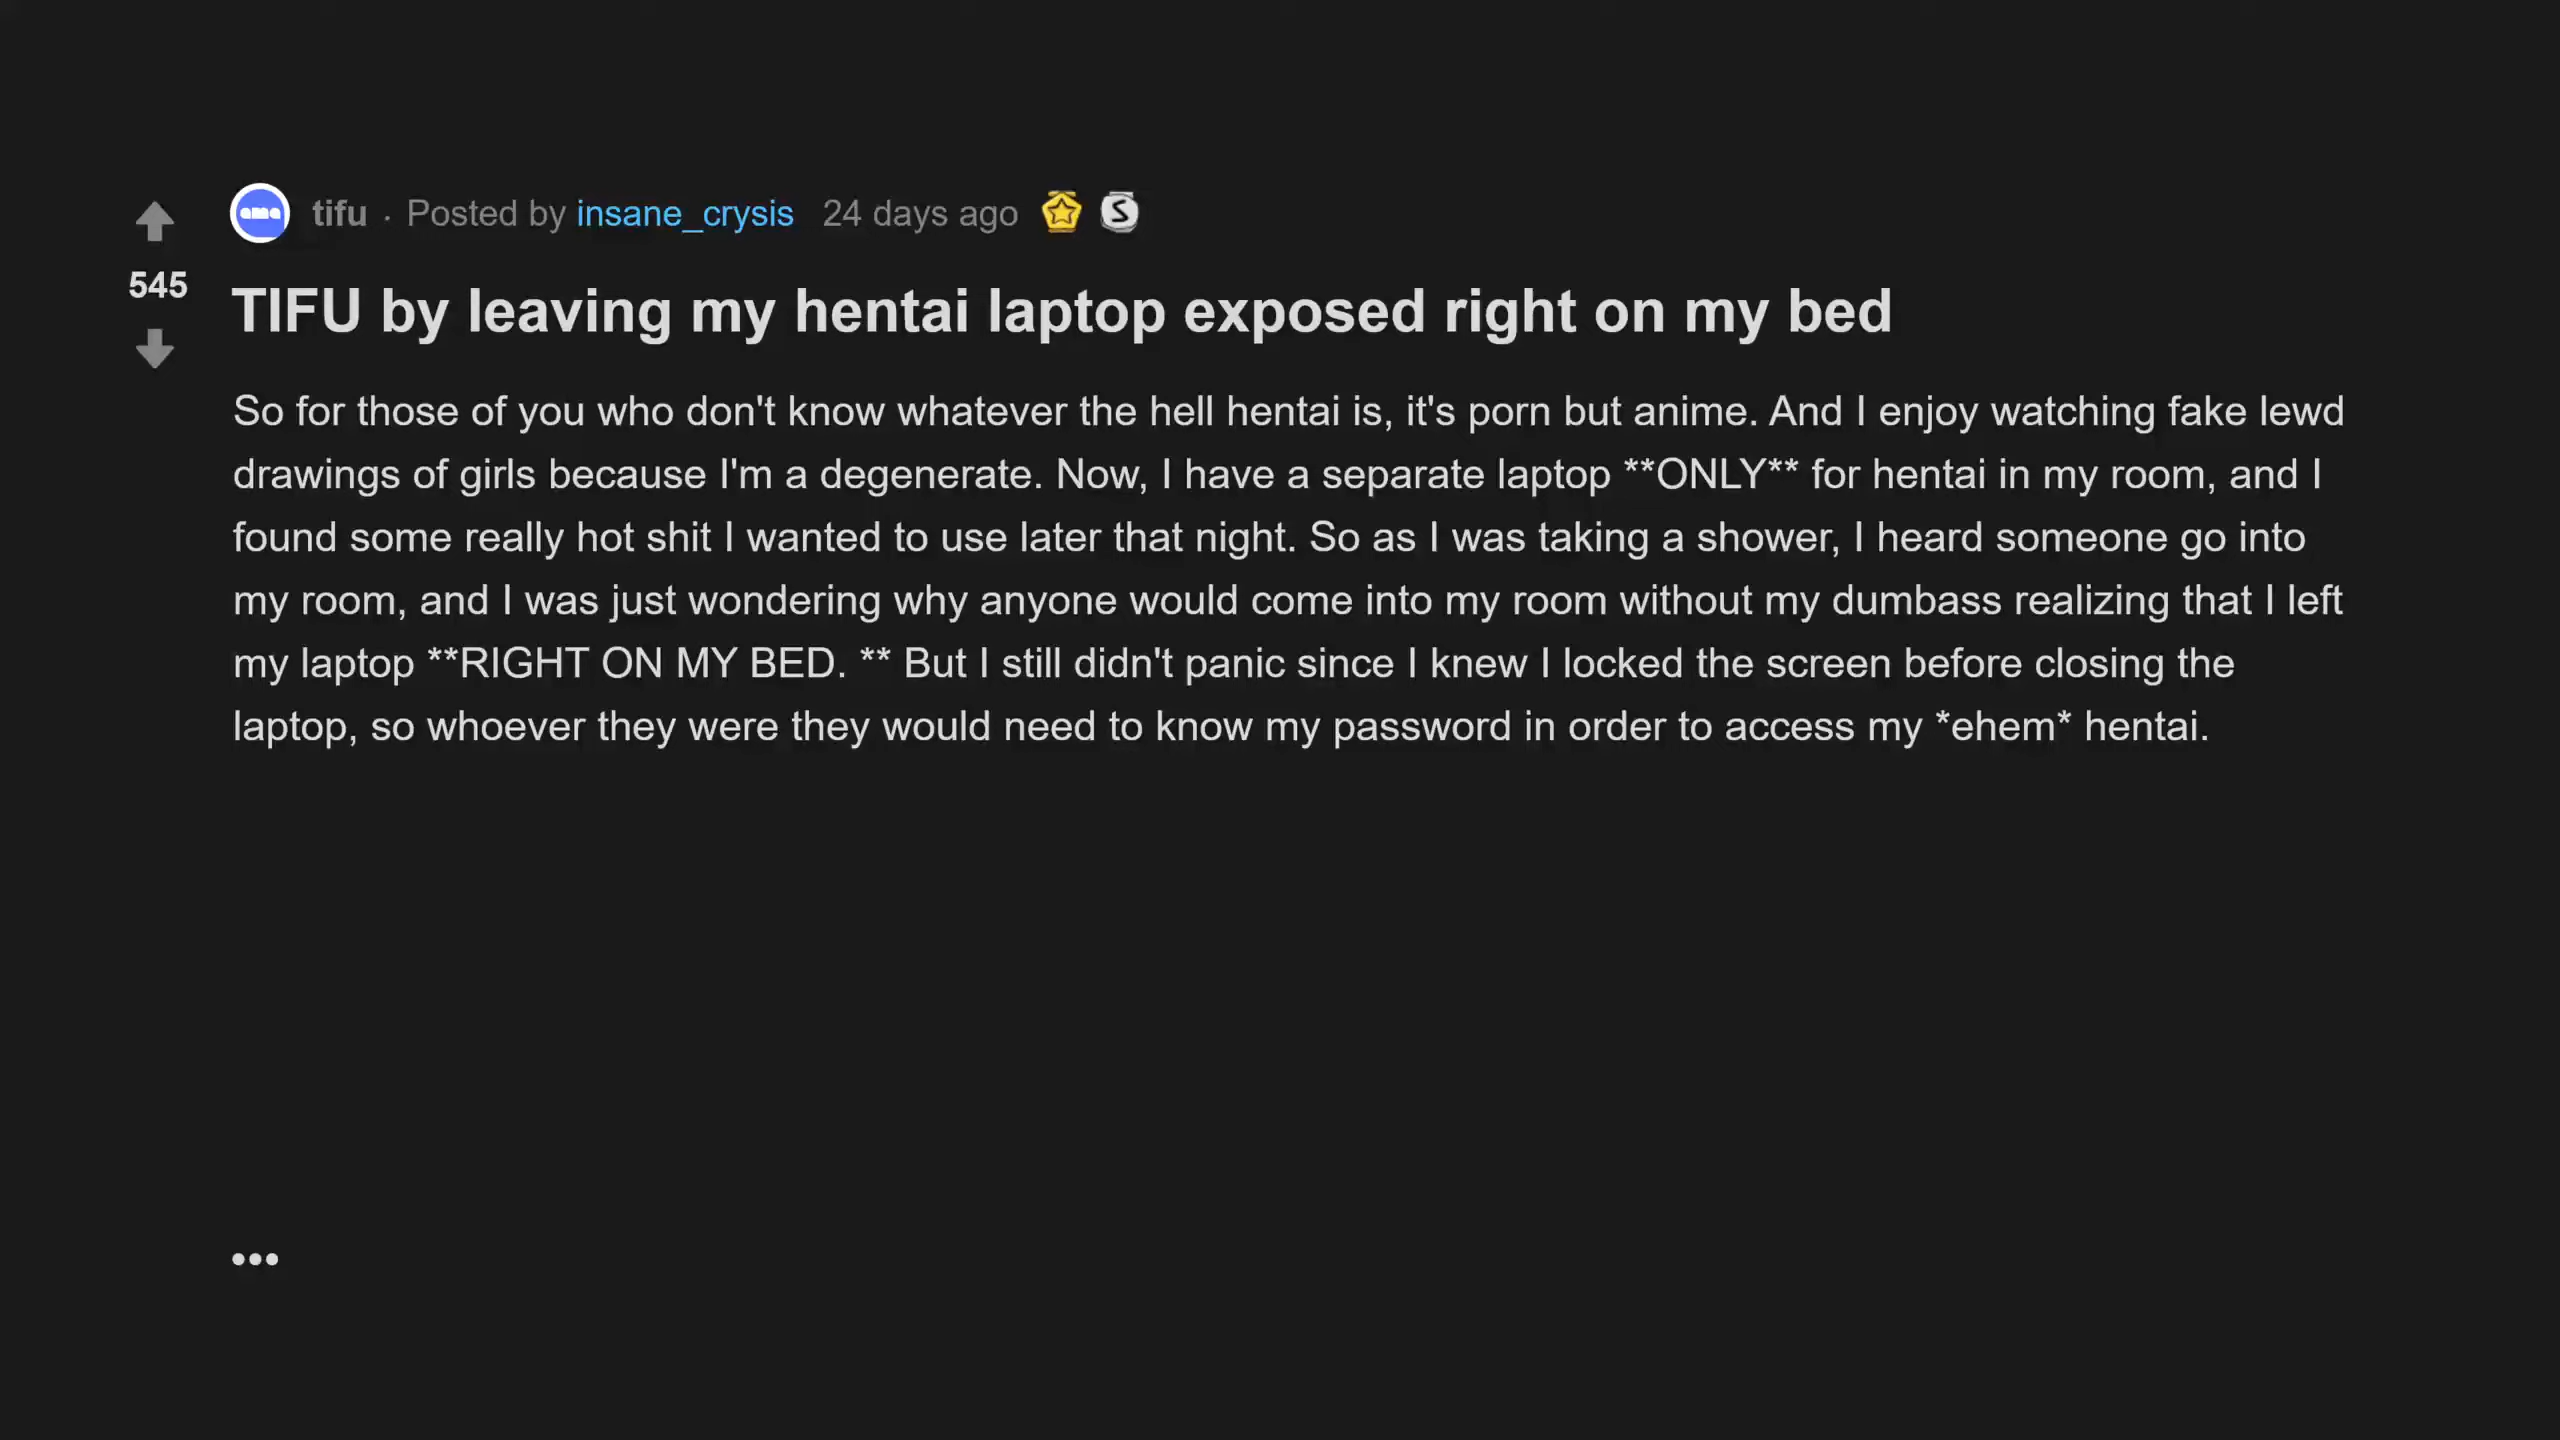 tifu · Posted by insane_crysis 24 days ago
545
TIFU by leaving my hentai laptop exposed right on my bed
So for those of you who don't know whatever the hell hentai is, it's porn but anime. And I enjoy watching fake lewd
drawings of girls because I'm a degenerate. Now, I have a separate laptop **ONLY** for hentai in my room, and I
found some really hot shit I wanted to use later that night. So as I was taking a shower, I heard someone go into
my room, and I was just wondering why anyone would come into my room without my dumbass realizing that I left
my laptop **RIGHT ON MY BED. ** But I still didn't panic since I knew I locked the screen before closing the
laptop, so whoever they were they would need to know my password in order to access my *ehem* hentai.
•••